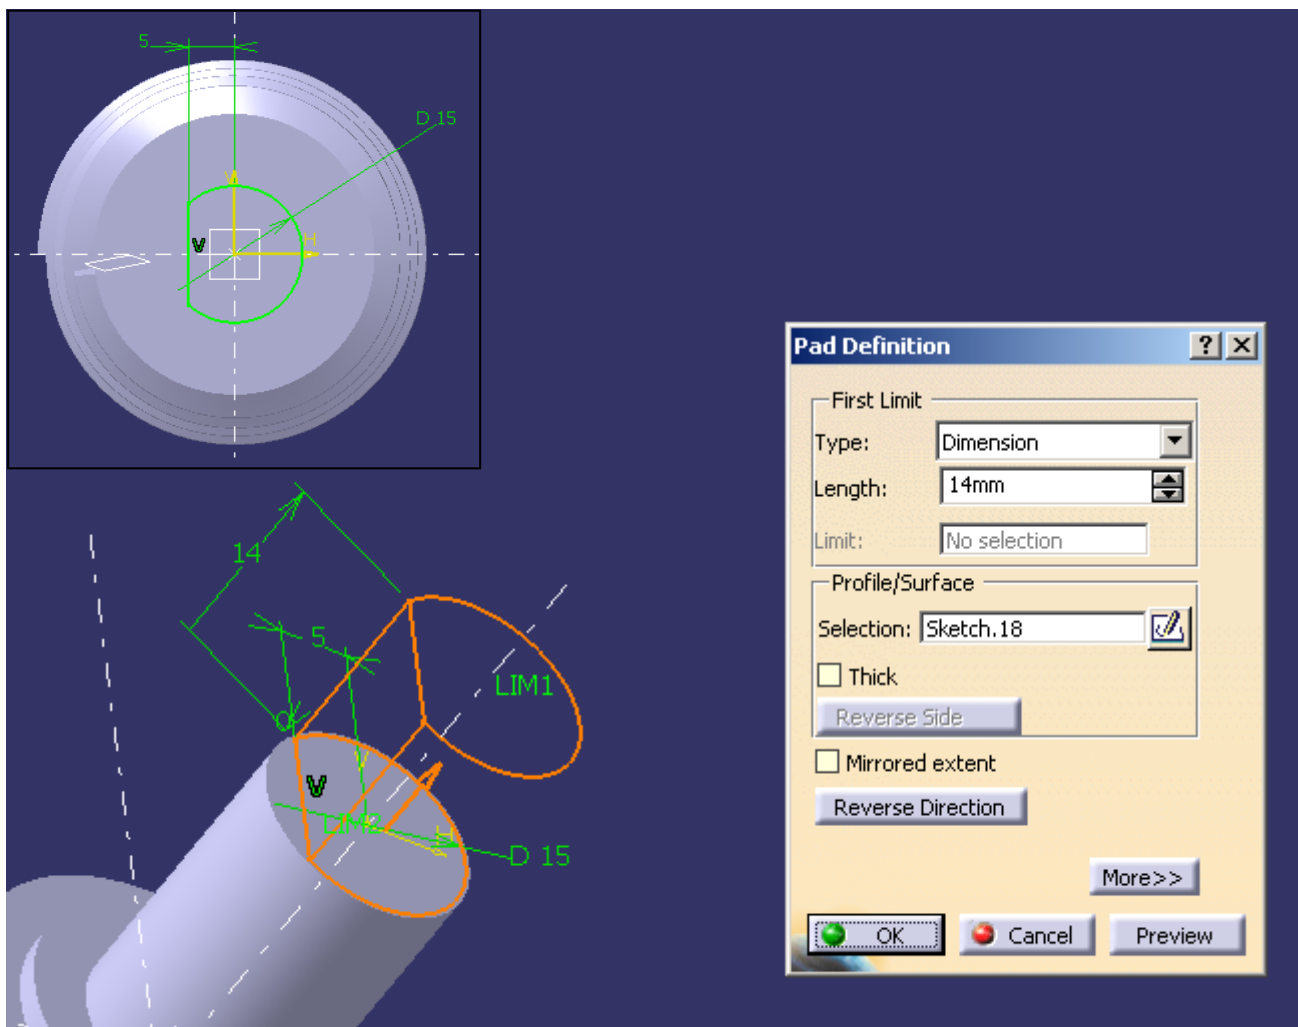 5
D 15
V
H
V
14
5
LIM1
0
V
V
LIM2
H
D 15
Pad Definition
First Limit
Type: Dimension
Length: 14mm
Limit: No selection
Profile/Surface
Selection: Sketch.18
Thick
Reverse Side
Mirrored extent
Reverse Direction
More>>
OK Cancel Preview